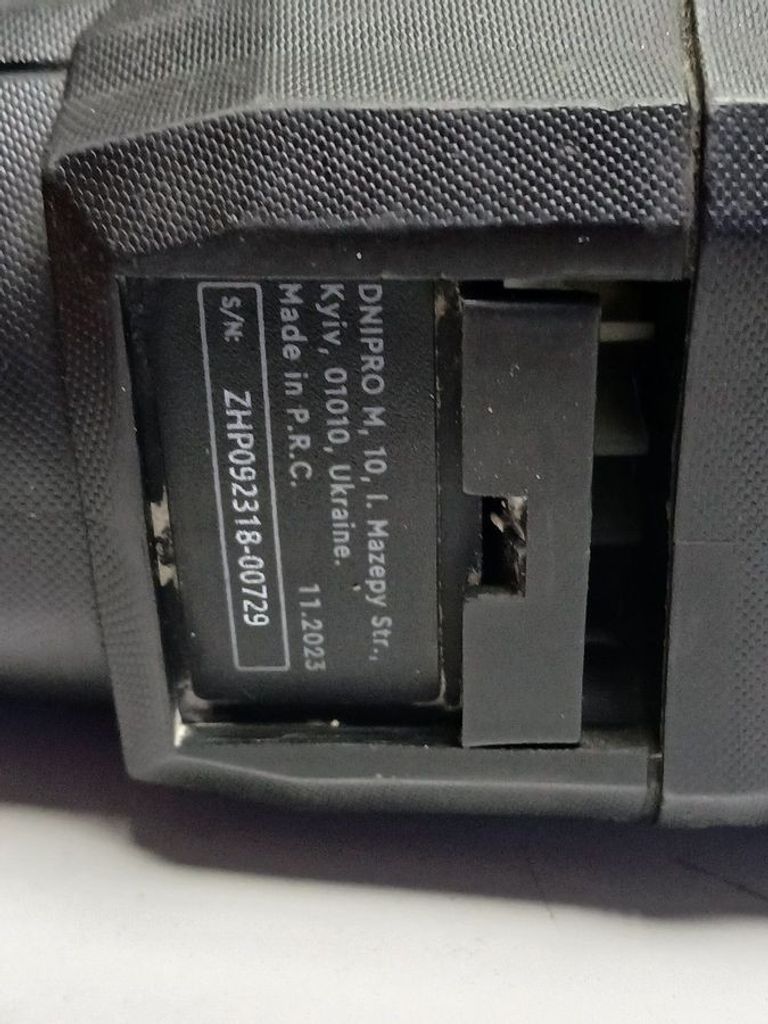 DNIPRO M, 10, I. Mazepy Str.,
Kyiv, 01010, Ukraine.
Made in P.R.C. 11.2023
S/N: ZHP092318-00729